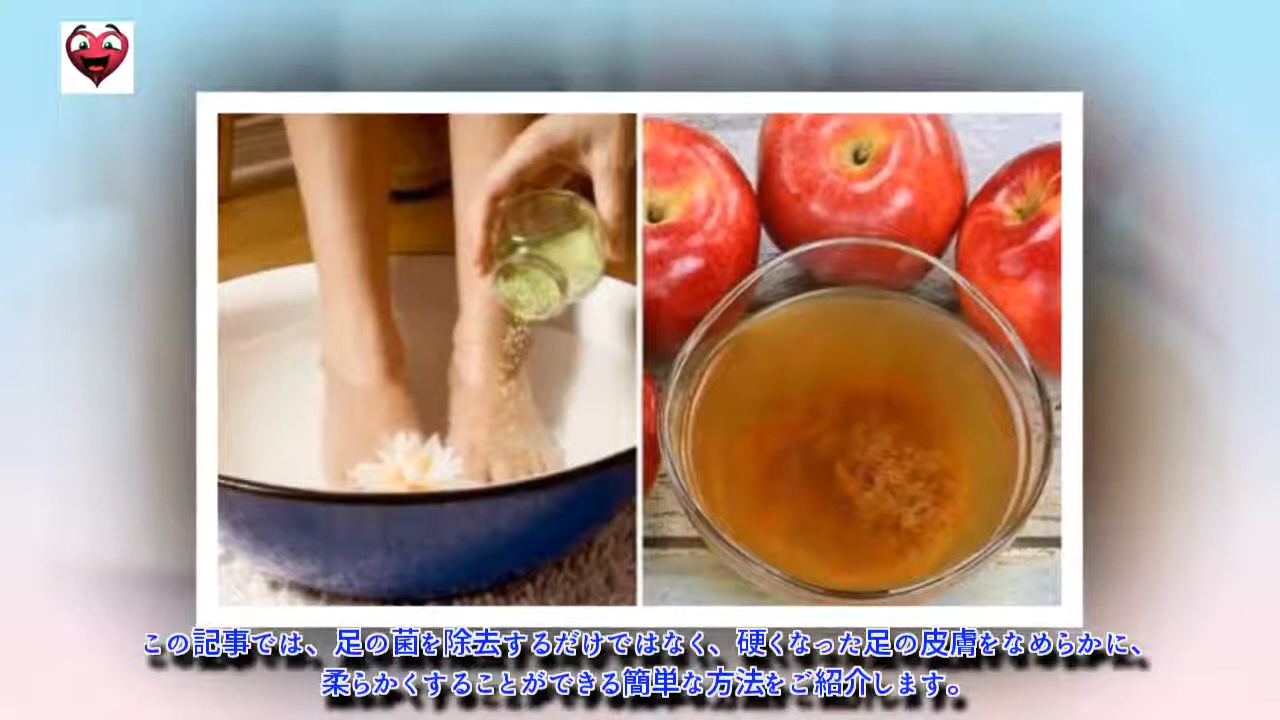 この記事では、足の菌を除去するだけではなく、硬くなった足の皮膚をなめらかに、
柔らかくすることができる簡単な方法をご紹介します。